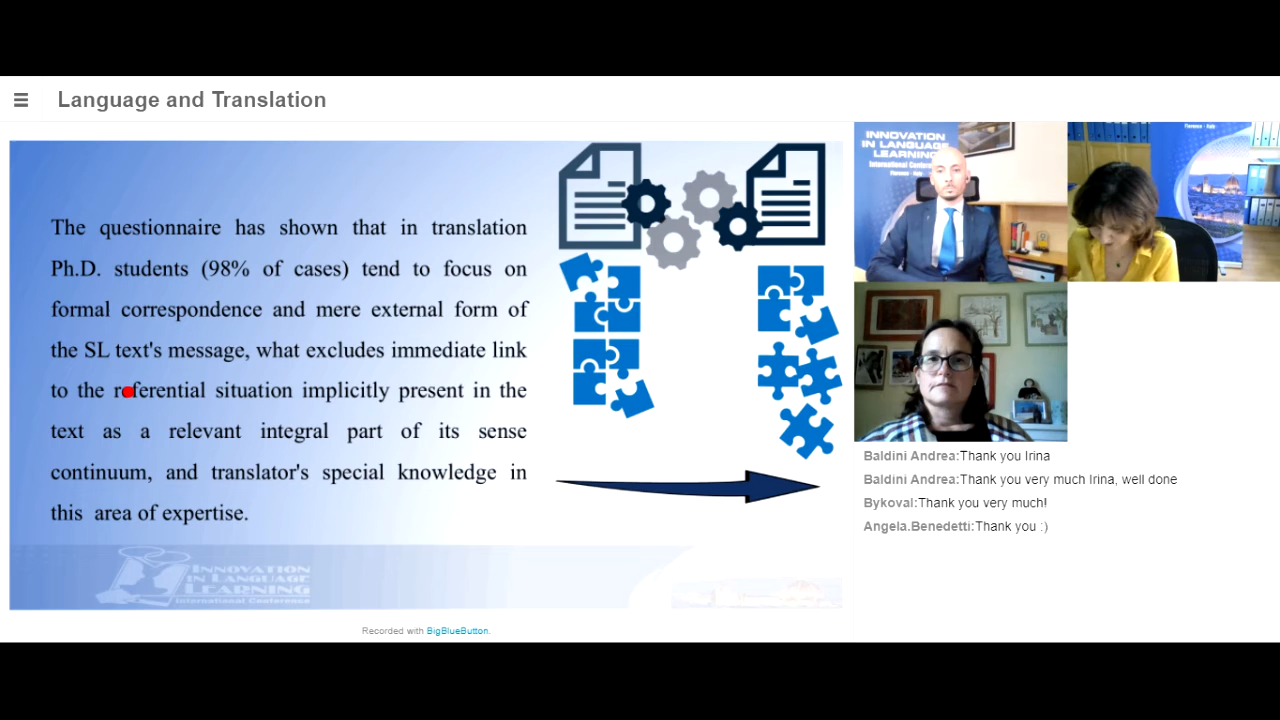 Language and Translation
The questionnaire has shown that in translation
Ph.D. students (98% of cases) tend to focus on
formal correspondence and mere external form of
the SL text's message, what excludes immediate link
to the referential situation implicitly present in the
text as a relevant integral part of its sense
continuum, and translator's special knowledge in
this area of expertise.
INNOVATION
IN LANGUAGE
LEARNING
International Conference
Recorded with BigBlueButton.
INNOVATION
IN LANGUAGE
LEARNING
International Conference
Baldini Andrea:Thank you Irina
Baldini Andrea:Thank you very much Irina, well done
Bykoval:Thank you very much!
Angela.Benedetti:Thank you :)